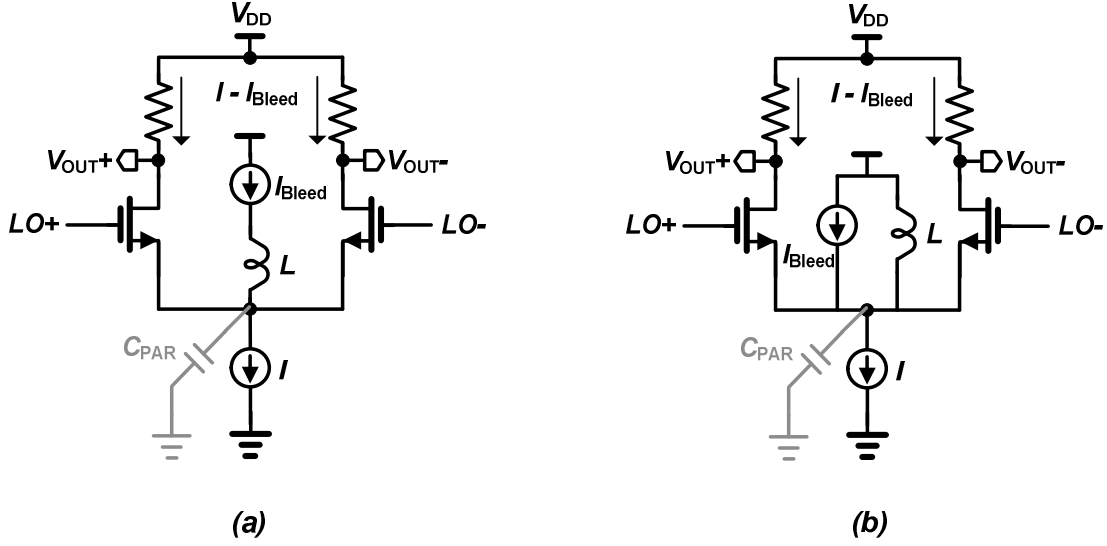 VDD
I - IBleed
VOUT+
VOUT-
IBleed
LO+
LO-
L
CPAR
I
(a)
VDD
I - IBleed
VOUT+
VOUT-
LO+
LO-
L
IBleed
CPAR
I
(b)